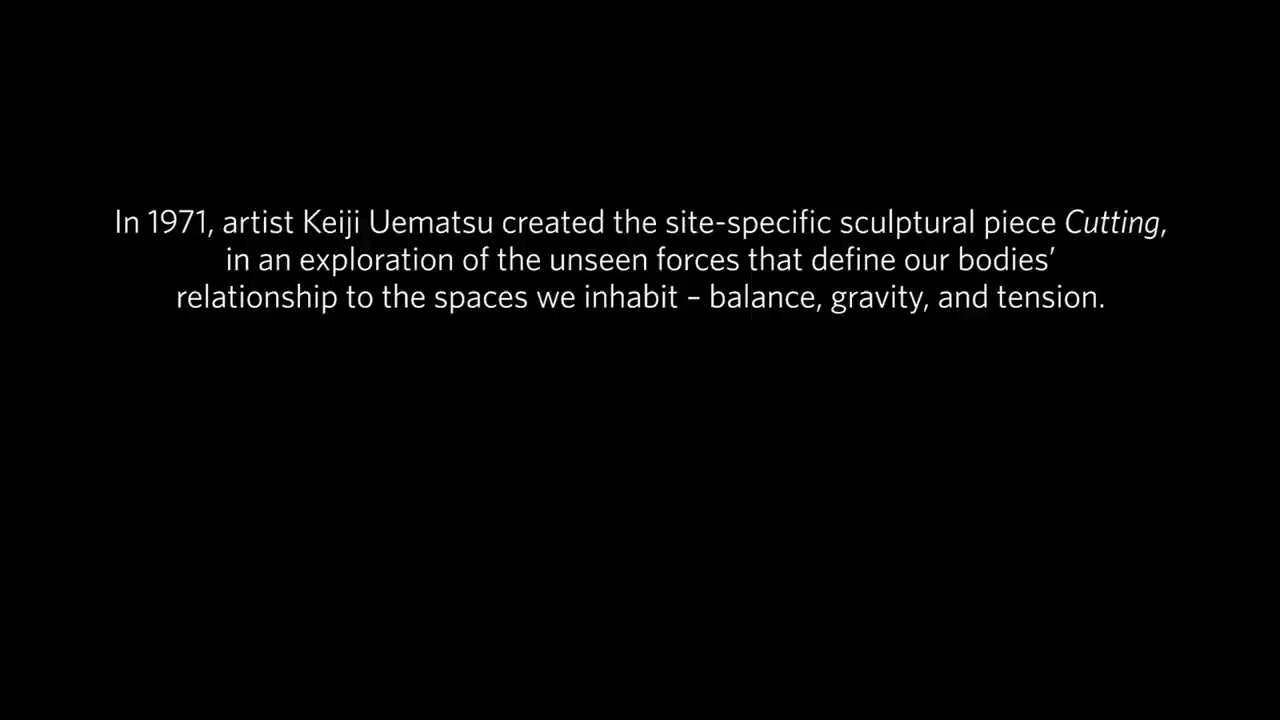 In 1971, artist Keiji Uematsu created the site-specific sculptural piece Cutting,
in an exploration of the unseen forces that define our bodies’
relationship to the spaces we inhabit – balance, gravity, and tension.